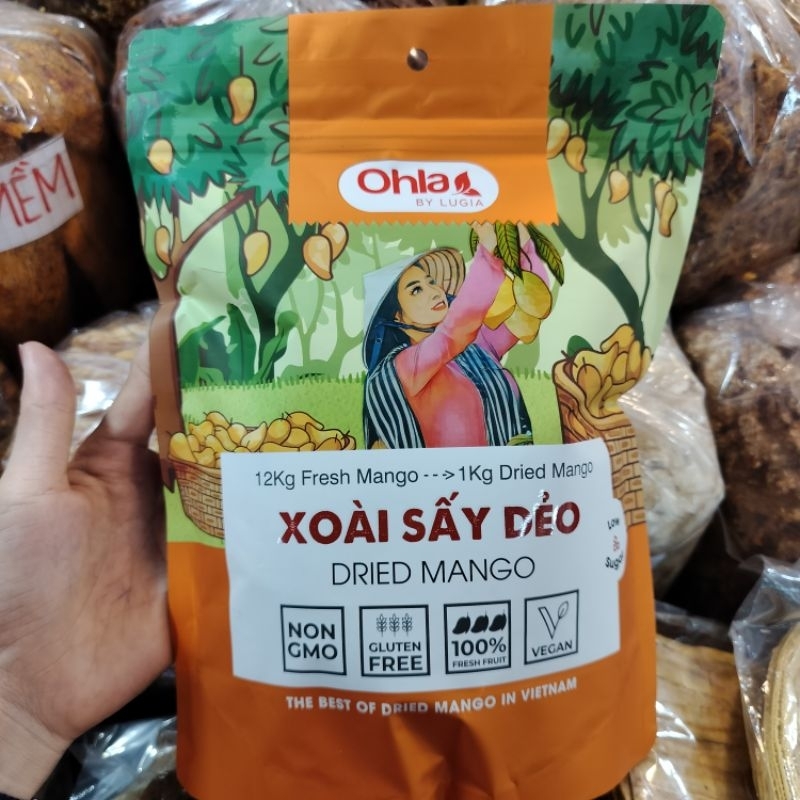 Ohla
BY LUGIA
12Kg Fresh Mango --> 1Kg Dried Mango
XOÀI SẤY DẺO
DRIED MANGO
Low
Sugar
NON
GMO
GLUTEN
FREE
100%
FRESH FRUIT
VEGAN
THE BEST OF DRIED MANGO IN VIETNAM
MỀM